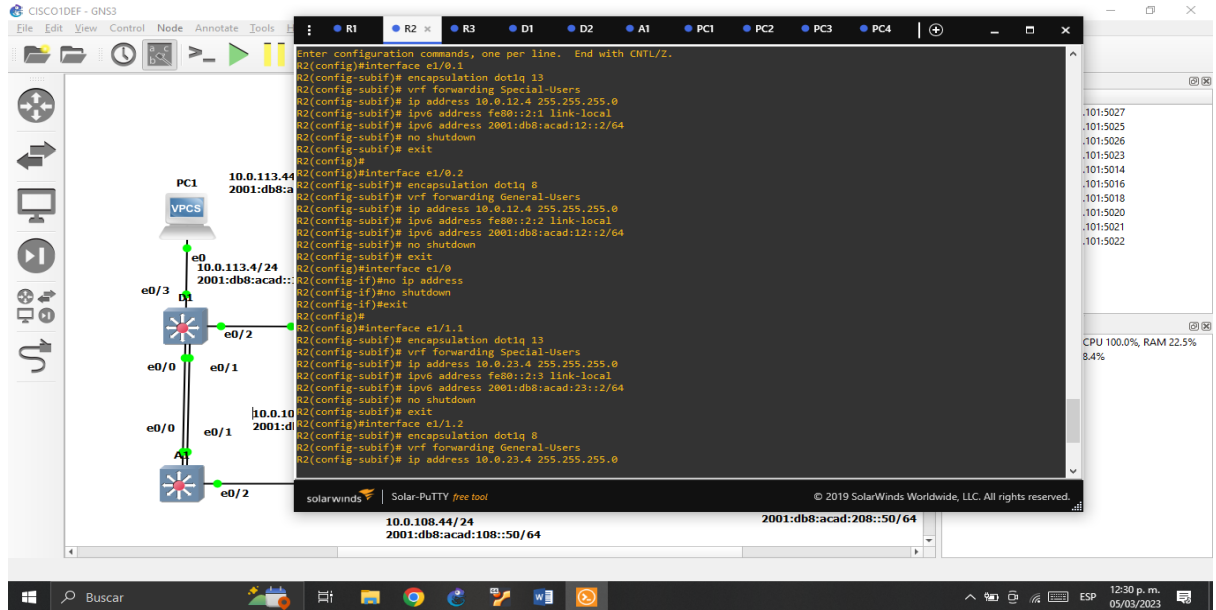 CISCO1DEF - GNS3
File Edit View Control Node Annotate Tools H
R1 R2 × R3 D1 D2 A1 PC1 PC2 PC3 PC4
Enter configuration commands, one per line. End with CNTL/Z.
R2(config)#interface e1/0.1
R2(config-subif)# encapsulation dot1q 13
R2(config-subif)# vrf forwarding Special-Users
R2(config-subif)# ip address 10.0.12.4 255.255.255.0
R2(config-subif)# ipv6 address fe80::2:1 link-local
R2(config-subif)# ipv6 address 2001:db8:acad:12::2/64
R2(config-subif)# no shutdown
R2(config-subif)# exit
R2(config)#
R2(config)#interface e1/0.2
R2(config-subif)# encapsulation dot1q 8
R2(config-subif)# vrf forwarding General-Users
R2(config-subif)# ip address 10.0.12.4 255.255.255.0
R2(config-subif)# ipv6 address fe80::2:2 link-local
R2(config-subif)# ipv6 address 2001:db8:acad:12::2/64
R2(config-subif)# no shutdown
R2(config-subif)# exit
R2(config)#interface e1/0
R2(config-if)#no ip address
R2(config-if)#no shutdown
R2(config-if)#exit
R2(config)#
R2(config)#interface e1/1.1
R2(config-subif)# encapsulation dot1q 13
R2(config-subif)# vrf forwarding Special-Users
R2(config-subif)# ip address 10.0.23.4 255.255.255.0
R2(config-subif)# ipv6 address fe80::2:3 link-local
R2(config-subif)# ipv6 address 2001:db8:acad:23::2/64
R2(config-subif)# no shutdown
R2(config-subif)# exit
R2(config)#interface e1/1.2
R2(config-subif)# encapsulation dot1q 8
R2(config-subif)# vrf forwarding General-Users
R2(config-subif)# ip address 10.0.23.4 255.255.255.0
solarwinds Solar-PuTTY free tool © 2019 SolarWinds Worldwide, LLC. All rights reserved.
PC1
10.0.113.44
2001:db8:a
VPCS
e0
10.0.113.4/24
2001:db8:acad::
e0/3
D1
e0/2
e0/0
e0/1
10.0.10
2001:d
e0/0
e0/1
A1
e0/2
10.0.108.44/24
2001:db8:acad:108::50/64
2001:db8:acad:208::50/64
.101:5027
.101:5025
.101:5026
.101:5023
.101:5014
.101:5016
.101:5018
.101:5020
.101:5021
.101:5022
CPU 100.0%, RAM 22.5%
8.4%
Buscar
ESP
12:30 p. m.
05/03/2023